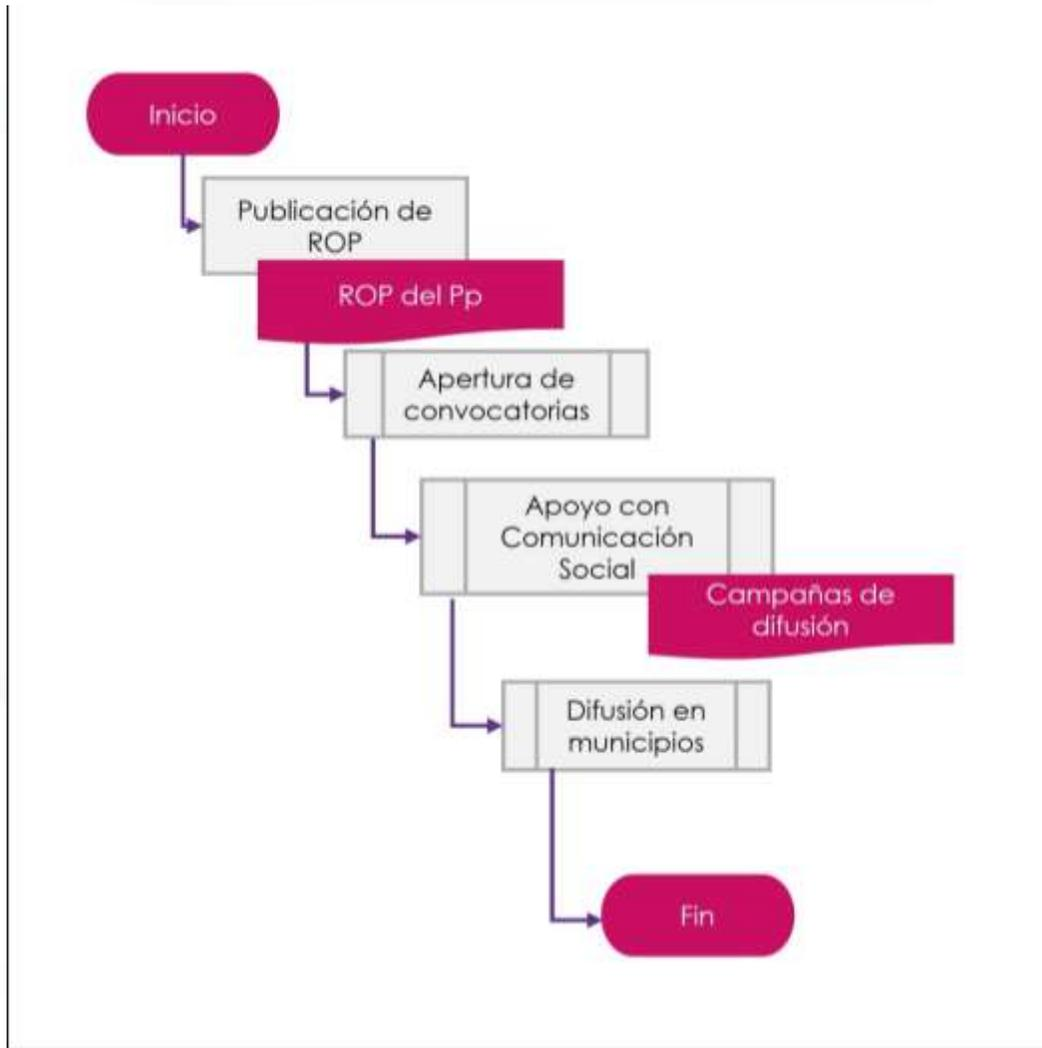 Inicio
Publicación de
ROP
ROP del Pp
Apertura de
convocatorias
Apoyo con
Comunicación
Social
Campañas de
difusión
Difusión en
municipios
Fin